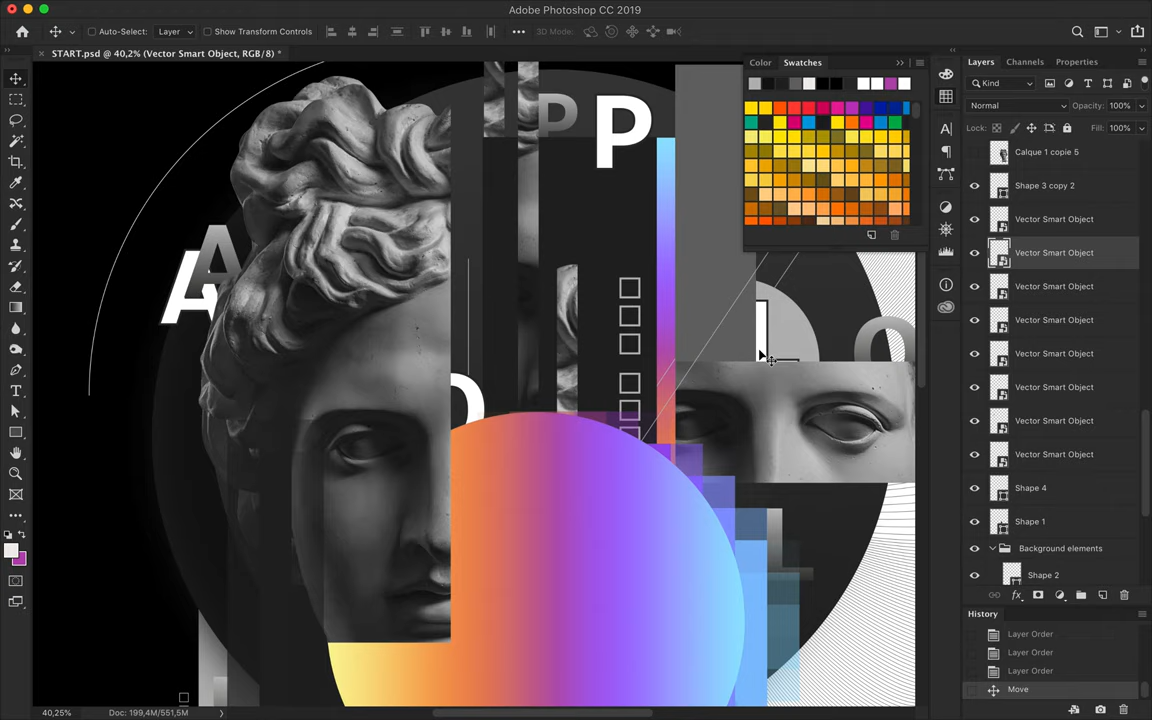 Adobe Photoshop CC 2019
Auto-Select: Layer Show Transform Controls 3D Mode:
START.psd @ 40,2% (Vector Smart Object, RGB/8) *
Color Swatches
Layers Channels Properties
Kind
Normal Opacity: 100%
Lock: Fill: 100%
Calque 1 copie 5
Shape 3 copy 2
Vector Smart Object
Vector Smart Object
Vector Smart Object
Vector Smart Object
Vector Smart Object
Vector Smart Object
Vector Smart Object
Vector Smart Object
Shape 4
Shape 1
Background elements
Shape 2
fx
History
Layer Order
Layer Order
Layer Order
Move
P P
A
A
O
40,25% Doc: 199,4M/551,5M